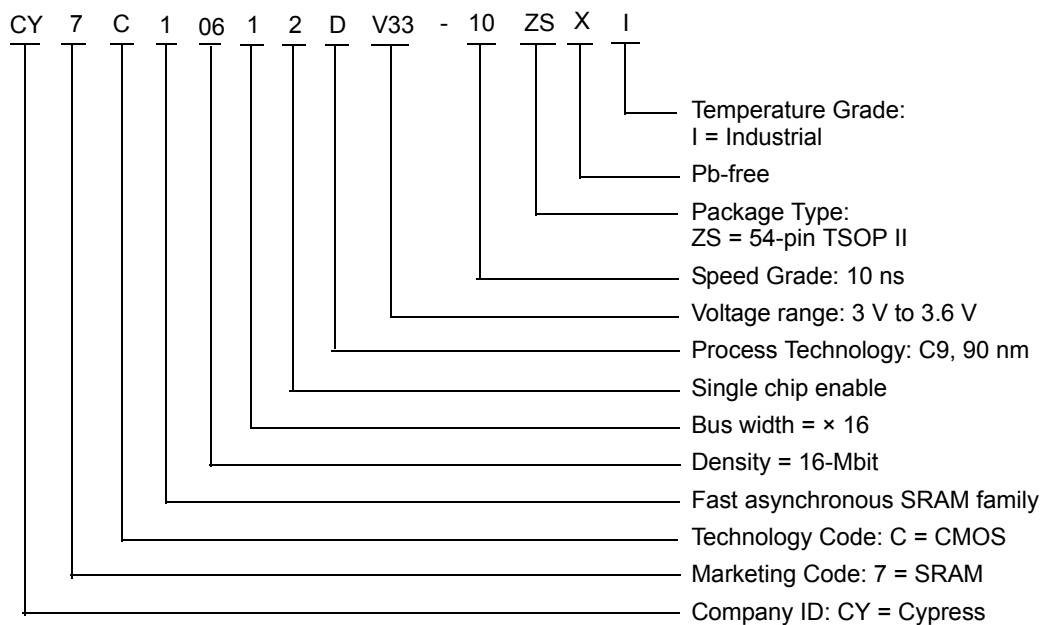 CY 7 C 1 06 1 2 D V33 - 10 ZS X I
Temperature Grade:
I = Industrial
Pb-free
Package Type:
ZS = 54-pin TSOP II
Speed Grade: 10 ns
Voltage range: 3 V to 3.6 V
Process Technology: C9, 90 nm
Single chip enable
Bus width = × 16
Density = 16-Mbit
Fast asynchronous SRAM family
Technology Code: C = CMOS
Marketing Code: 7 = SRAM
Company ID: CY = Cypress